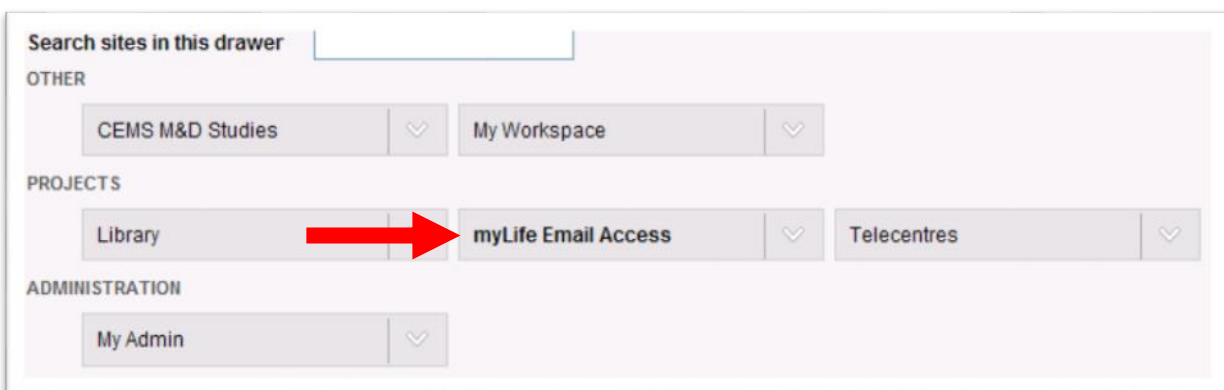 Search sites in this drawer
OTHER
CEMS M&D Studies My Workspace
PROJECTS
Library myLife Email Access Telecentres
ADMINISTRATION
My Admin